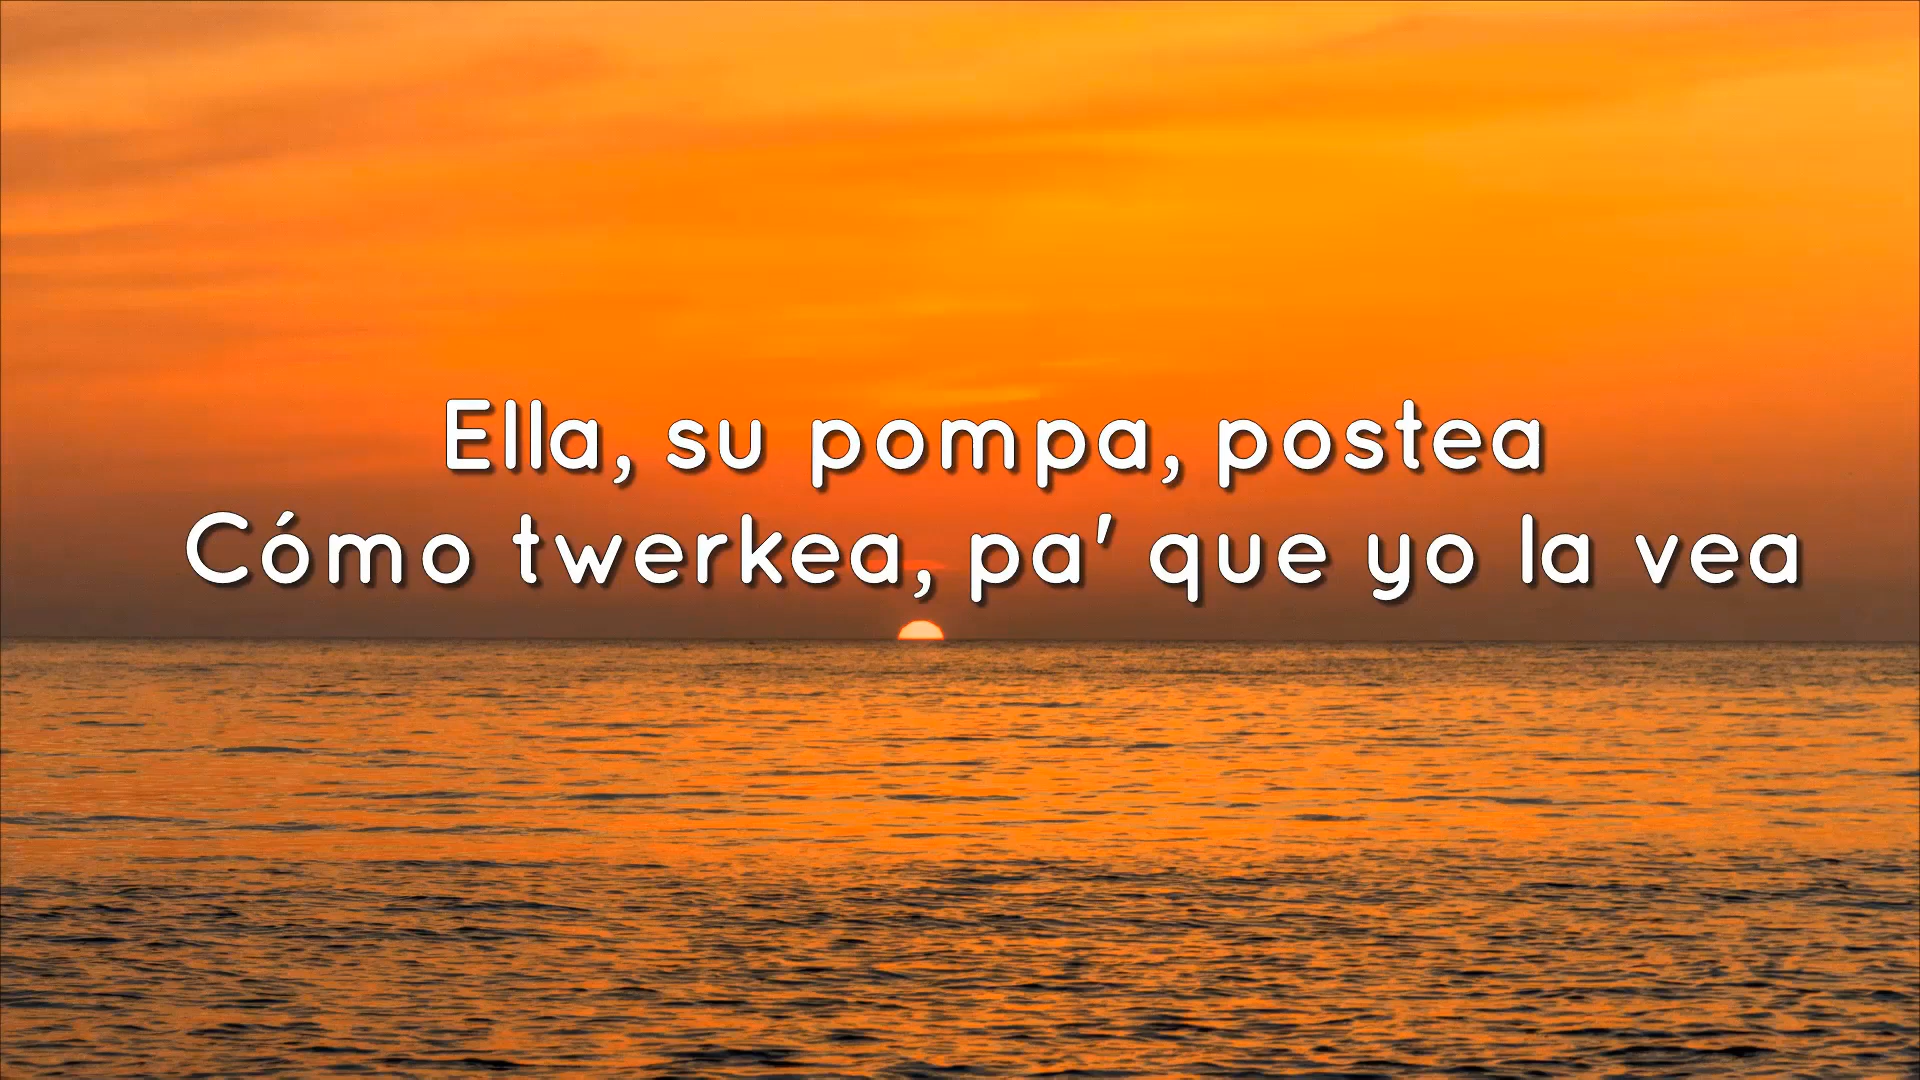 Ella, su pompa, postea
Cómo twerkea, pa' que yo la vea